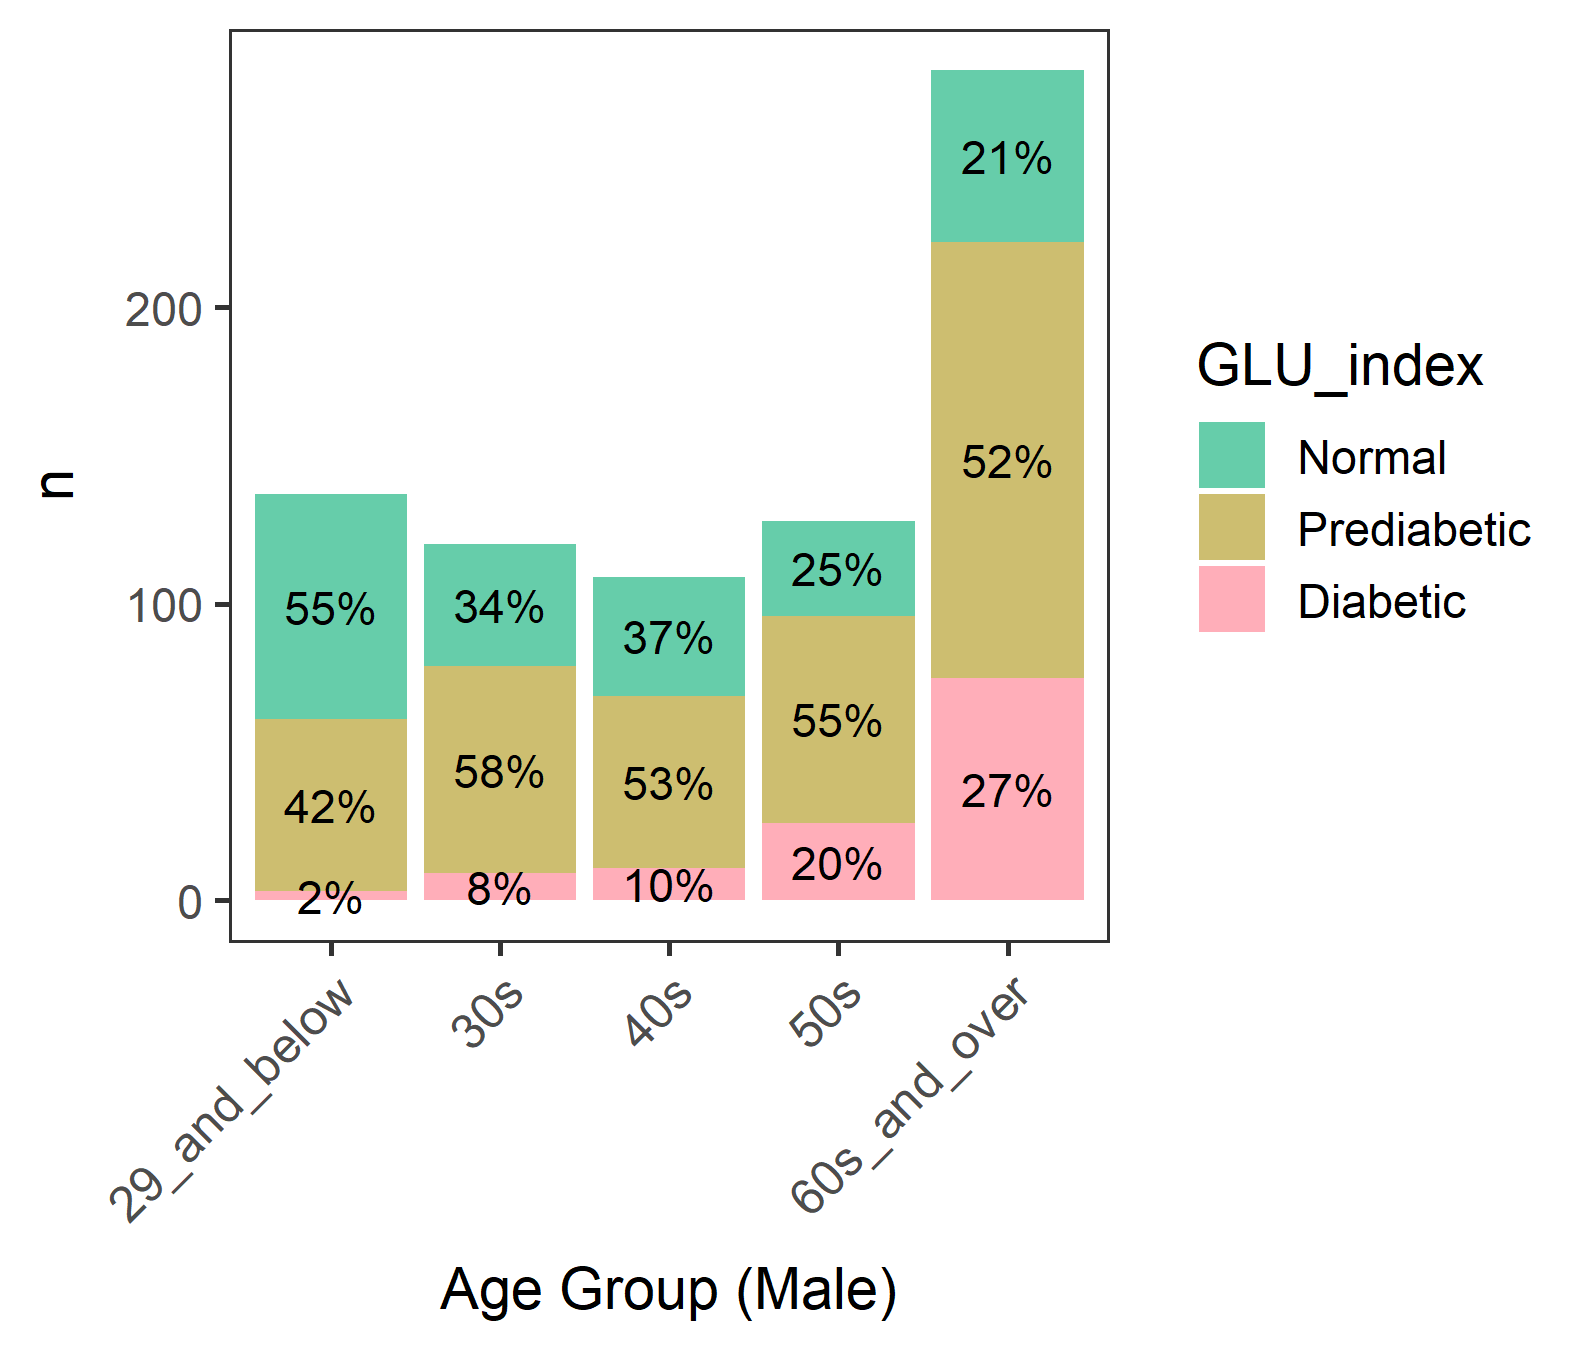 21%
200
52%
GLU_index
Normal
Prediabetic
Diabetic
n
100
55%
34%
37%
25%
42%
58%
53%
55%
27%
0
2%
8%
10%
20%
29_and_below
30s
40s
50s
60s_and_over
Age Group (Male)